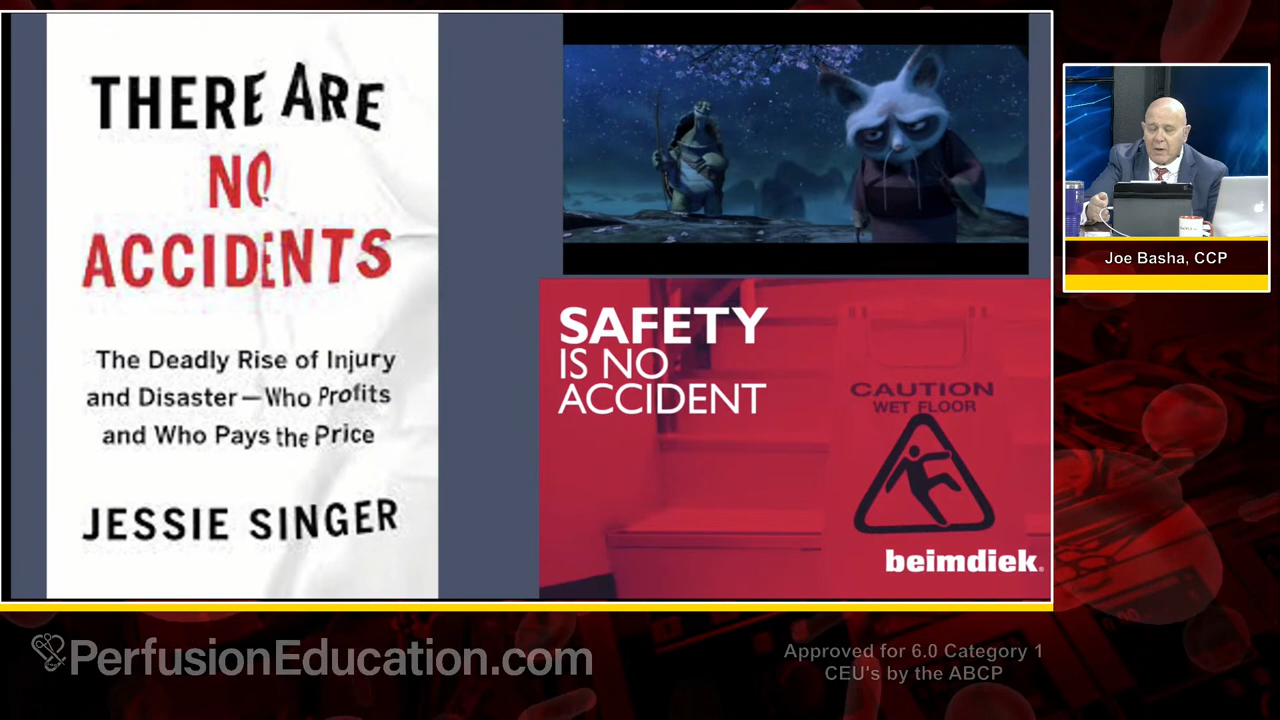 THERE ARE
NO
ACCIDENTS
The Deadly Rise of Injury
and Disaster—Who Profits
and Who Pays the Price
JESSIE SINGER
SAFETY
IS NO
ACCIDENT
CAUTION
WET FLOOR
beimdiek.
Joe Basha, CCP
PerfusionEducation.com
Approved for 6.0 Category 1
CEU's by the ABCP